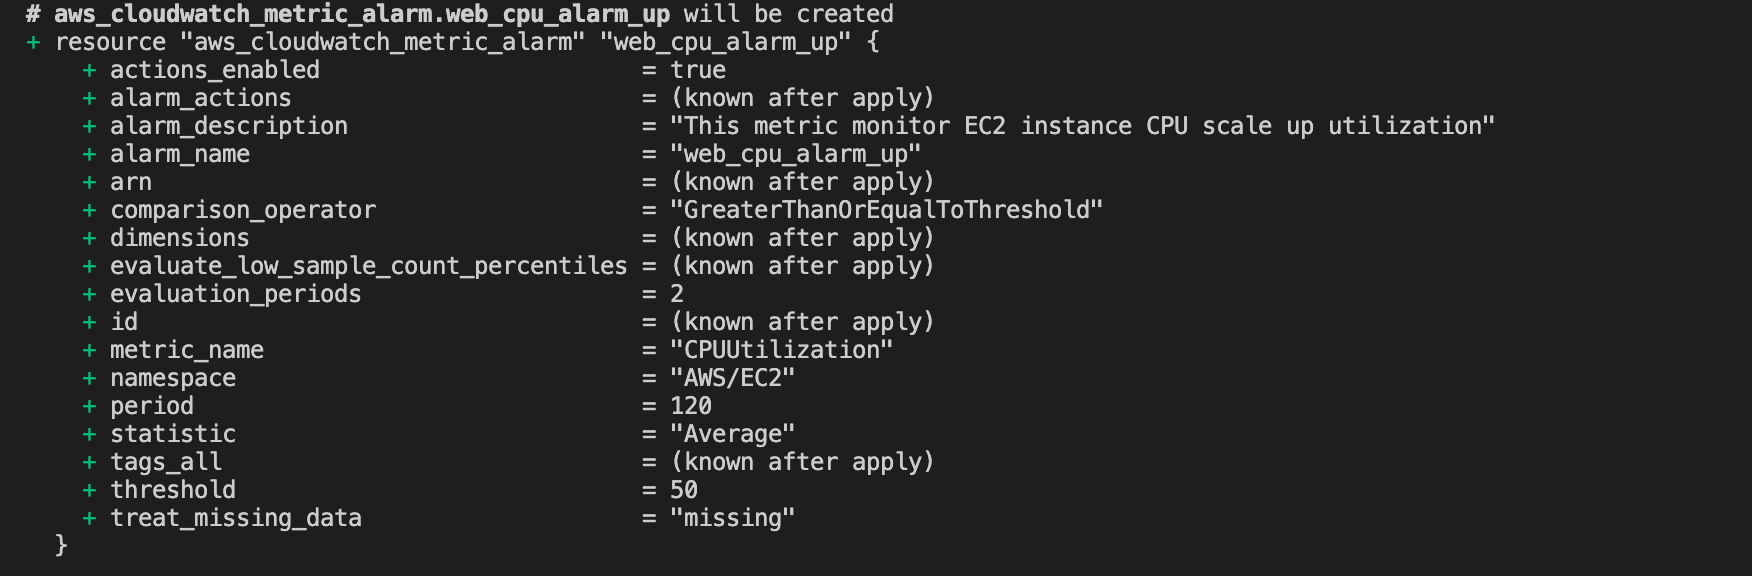 # aws_cloudwatch_metric_alarm.web_cpu_alarm_up will be created
+ resource "aws_cloudwatch_metric_alarm" "web_cpu_alarm_up" {
+ actions_enabled = true
+ alarm_actions = (known after apply)
+ alarm_description = "This metric monitor EC2 instance CPU scale up utilization"
+ alarm_name = "web_cpu_alarm_up"
+ arn = (known after apply)
+ comparison_operator = "GreaterThanOrEqualToThreshold"
+ dimensions = (known after apply)
+ evaluate_low_sample_count_percentiles = (known after apply)
+ evaluation_periods = 2
+ id = (known after apply)
+ metric_name = "CPUUtilization"
+ namespace = "AWS/EC2"
+ period = 120
+ statistic = "Average"
+ tags_all = (known after apply)
+ threshold = 50
+ treat_missing_data = "missing"
}